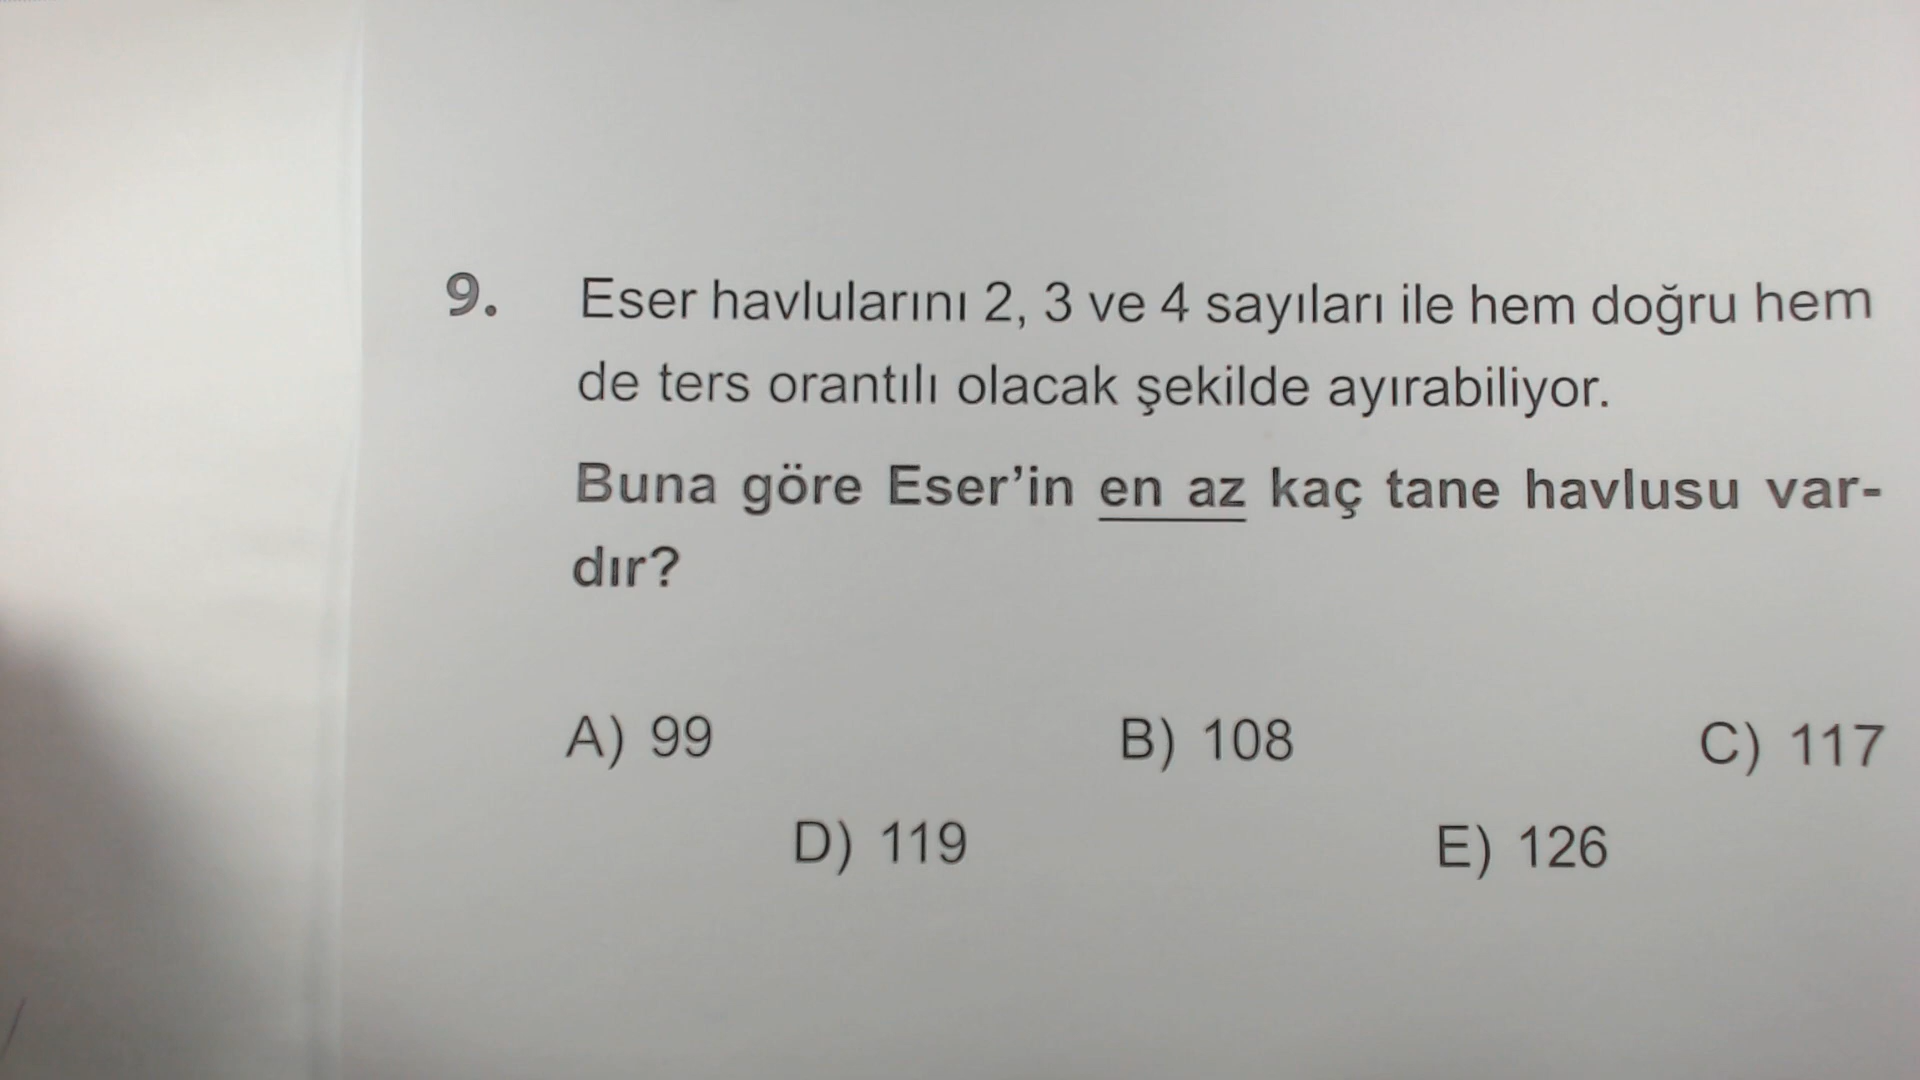 9. Eser havlularını 2, 3 ve 4 sayıları ile hem doğru hem
de ters orantılı olacak şekilde ayırabiliyor.
Buna göre Eser’in en az kaç tane havlusu var-
dır?
A) 99 B) 108 C) 117
D) 119 E) 126